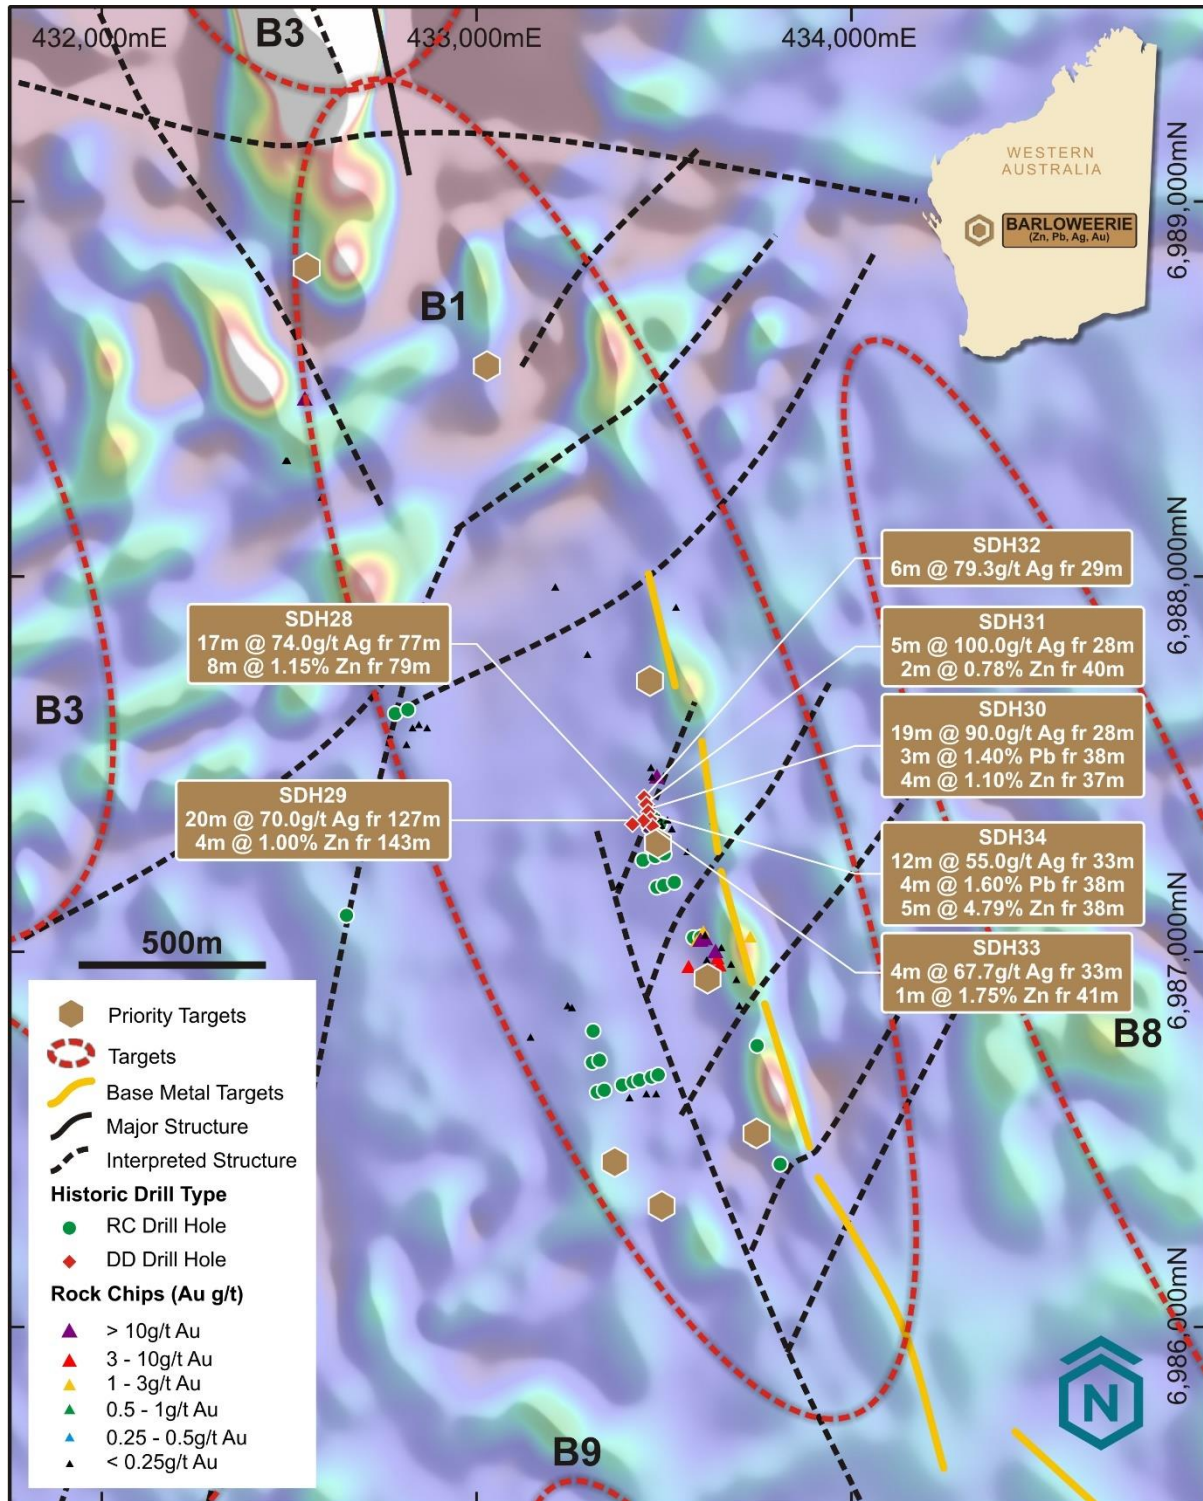 432,000mE
B3
433,000mE
434,000mE
WESTERN
AUSTRALIA
BARLOWEERIE
(Zn, Pb, Ag, Au)
6,989,000mN
B1
SDH32
6m @ 79.3g/t Ag fr 29m
6,988,000mN
SDH28
17m @ 74.0g/t Ag fr 77m
8m @ 1.15% Zn fr 79m
SDH31
5m @ 100.0g/t Ag fr 28m
2m @ 0.78% Zn fr 40m
B3
SDH30
19m @ 90.0g/t Ag fr 28m
3m @ 1.40% Pb fr 38m
4m @ 1.10% Zn fr 37m
SDH29
20m @ 70.0g/t Ag fr 127m
4m @ 1.00% Zn fr 143m
SDH34
12m @ 55.0g/t Ag fr 33m
4m @ 1.60% Pb fr 38m
5m @ 4.79% Zn fr 38m
SDH33
4m @ 67.7g/t Ag fr 33m
1m @ 1.75% Zn fr 41m
6,987,000mN
B8
500m
Priority Targets
Targets
Base Metal Targets
Major Structure
Interpreted Structure
Historic Drill Type
RC Drill Hole
DD Drill Hole
Rock Chips (Au g/t)
> 10g/t Au
3 - 10g/t Au
1 - 3g/t Au
0.5 - 1g/t Au
0.25 - 0.5g/t Au
< 0.25g/t Au
6,986,000mN
N
B9